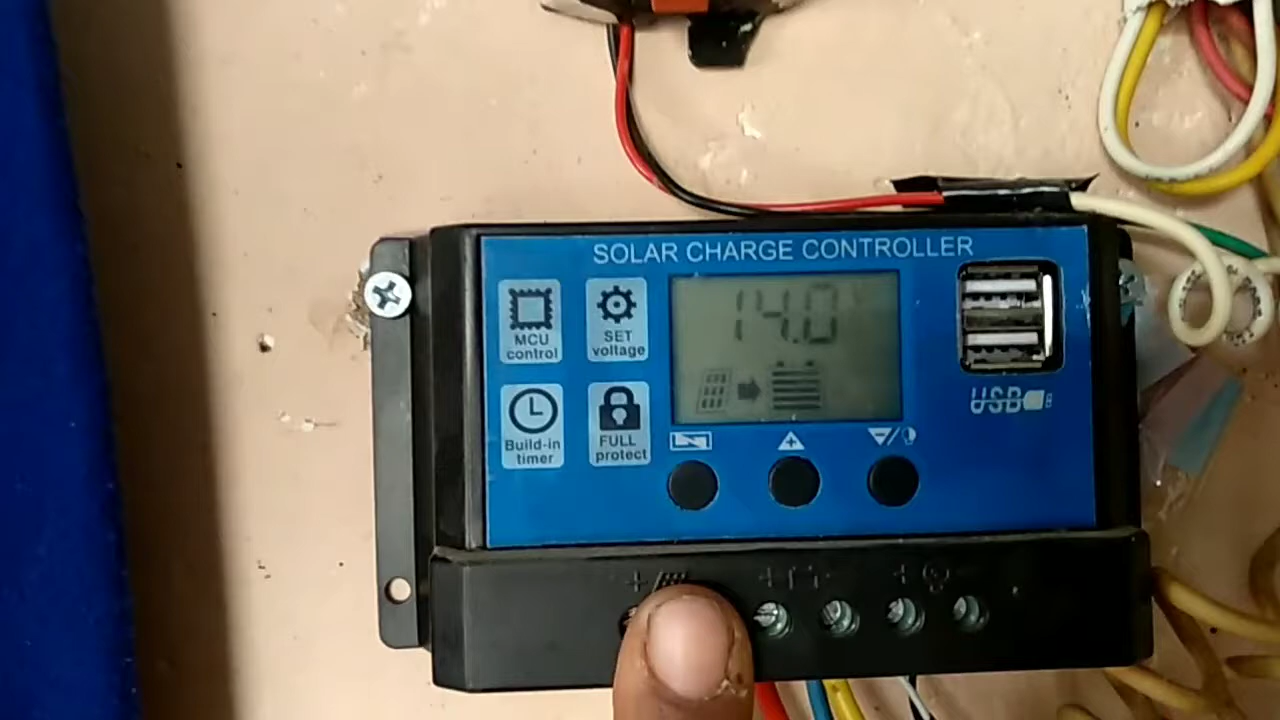 SOLAR CHARGE CONTROLLER
MCU
control
SET
voltage
14.0
Build-in
timer
FULL
protect
USB